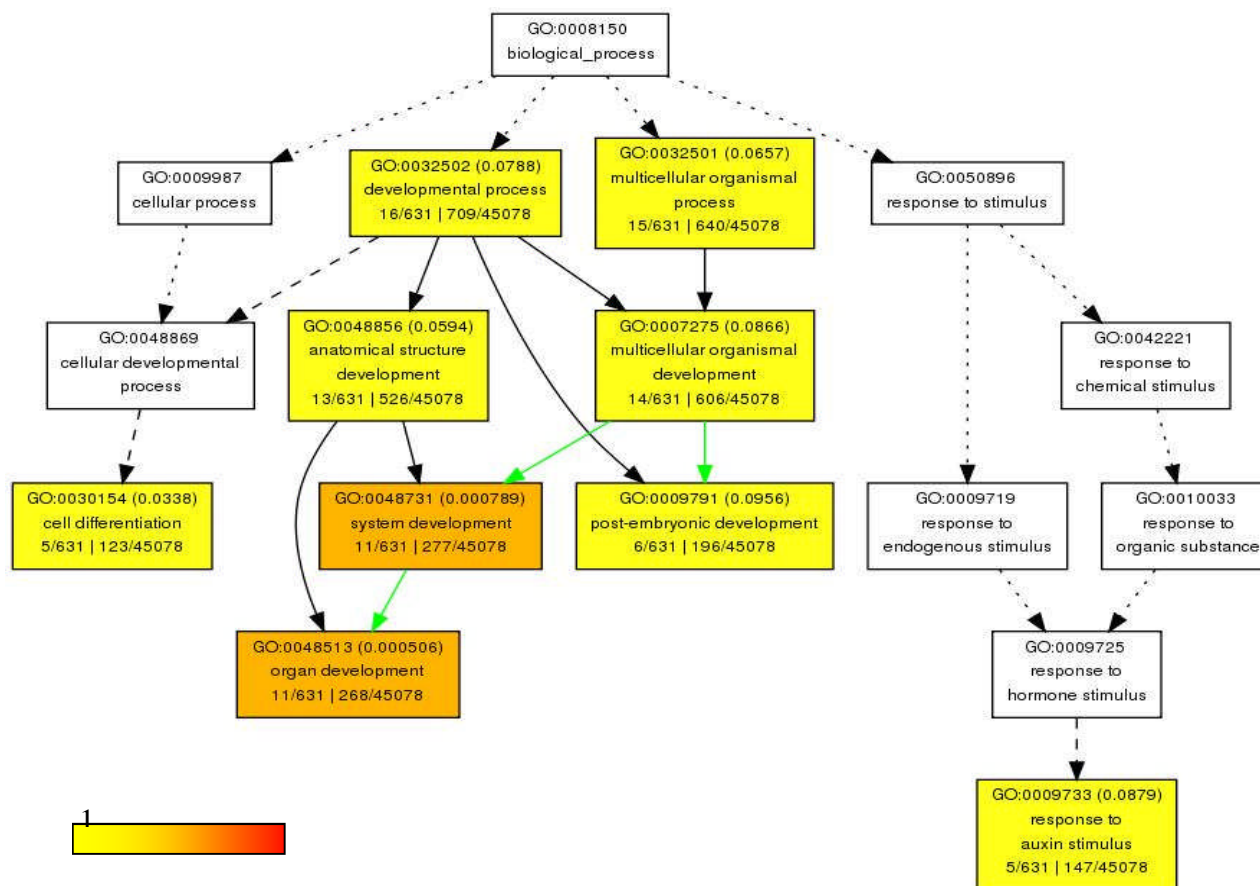 GO:0008150
biological_process
GO:0009987
cellular process
GO:0032502 (0.0788)
developmental process
16/631 | 709/45078
GO:0032501 (0.0657)
multicellular organismal
process
15/631 | 640/45078
GO:0050896
response to stimulus
GO:0048869
cellular developmental
process
GO:0048856 (0.0594)
anatomical structure
development
13/631 | 526/45078
GO:0007275 (0.0866)
multicellular organismal
development
14/631 | 606/45078
GO:0042221
response to
chemical stimulus
GO:0030154 (0.0338)
cell differentiation
5/631 | 123/45078
GO:0048731 (0.000789)
system development
11/631 | 277/45078
GO:0009791 (0.0956)
post-embryonic development
6/631 | 196/45078
GO:0009719
response to
endogenous stimulus
GO:0010033
response to
organic substance
GO:0048513 (0.000506)
organ development
11/631 | 268/45078
GO:0009725
response to
hormone stimulus
GO:0009733 (0.0879)
response to
auxin stimulus
5/631 | 147/45078
1